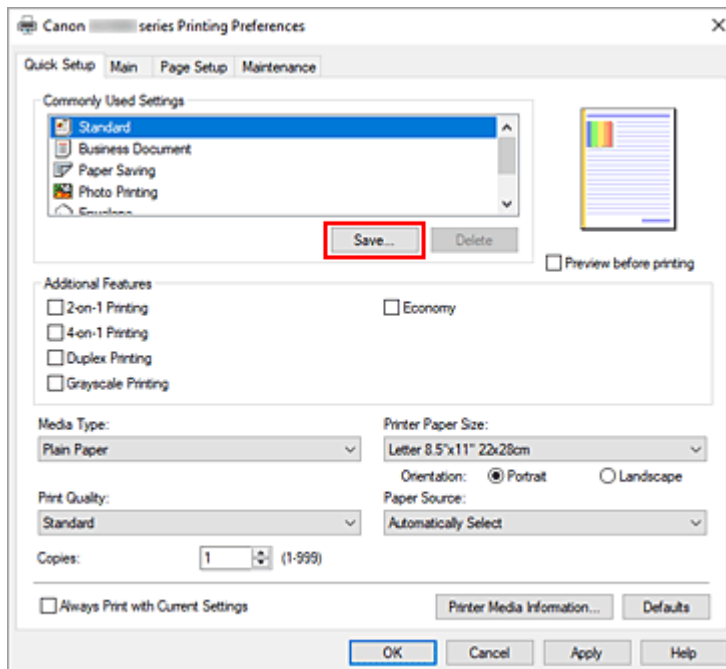 Canon series Printing Preferences
Quick Setup Main Page Setup Maintenance
Commonly Used Settings
Standard
Business Document
Paper Saving
Photo Printing
Envelope
Save... Delete
Preview before printing
Additional Features
2-on-1 Printing Economy
4-on-1 Printing
Duplex Printing
Grayscale Printing
Media Type: Printer Paper Size:
Plain Paper Letter 8.5"x11" 22x28cm
Orientation: Portrait Landscape
Print Quality: Paper Source:
Standard Automatically Select
Copies: 1 (1-999)
Always Print with Current Settings Printer Media Information... Defaults
OK Cancel Apply Help